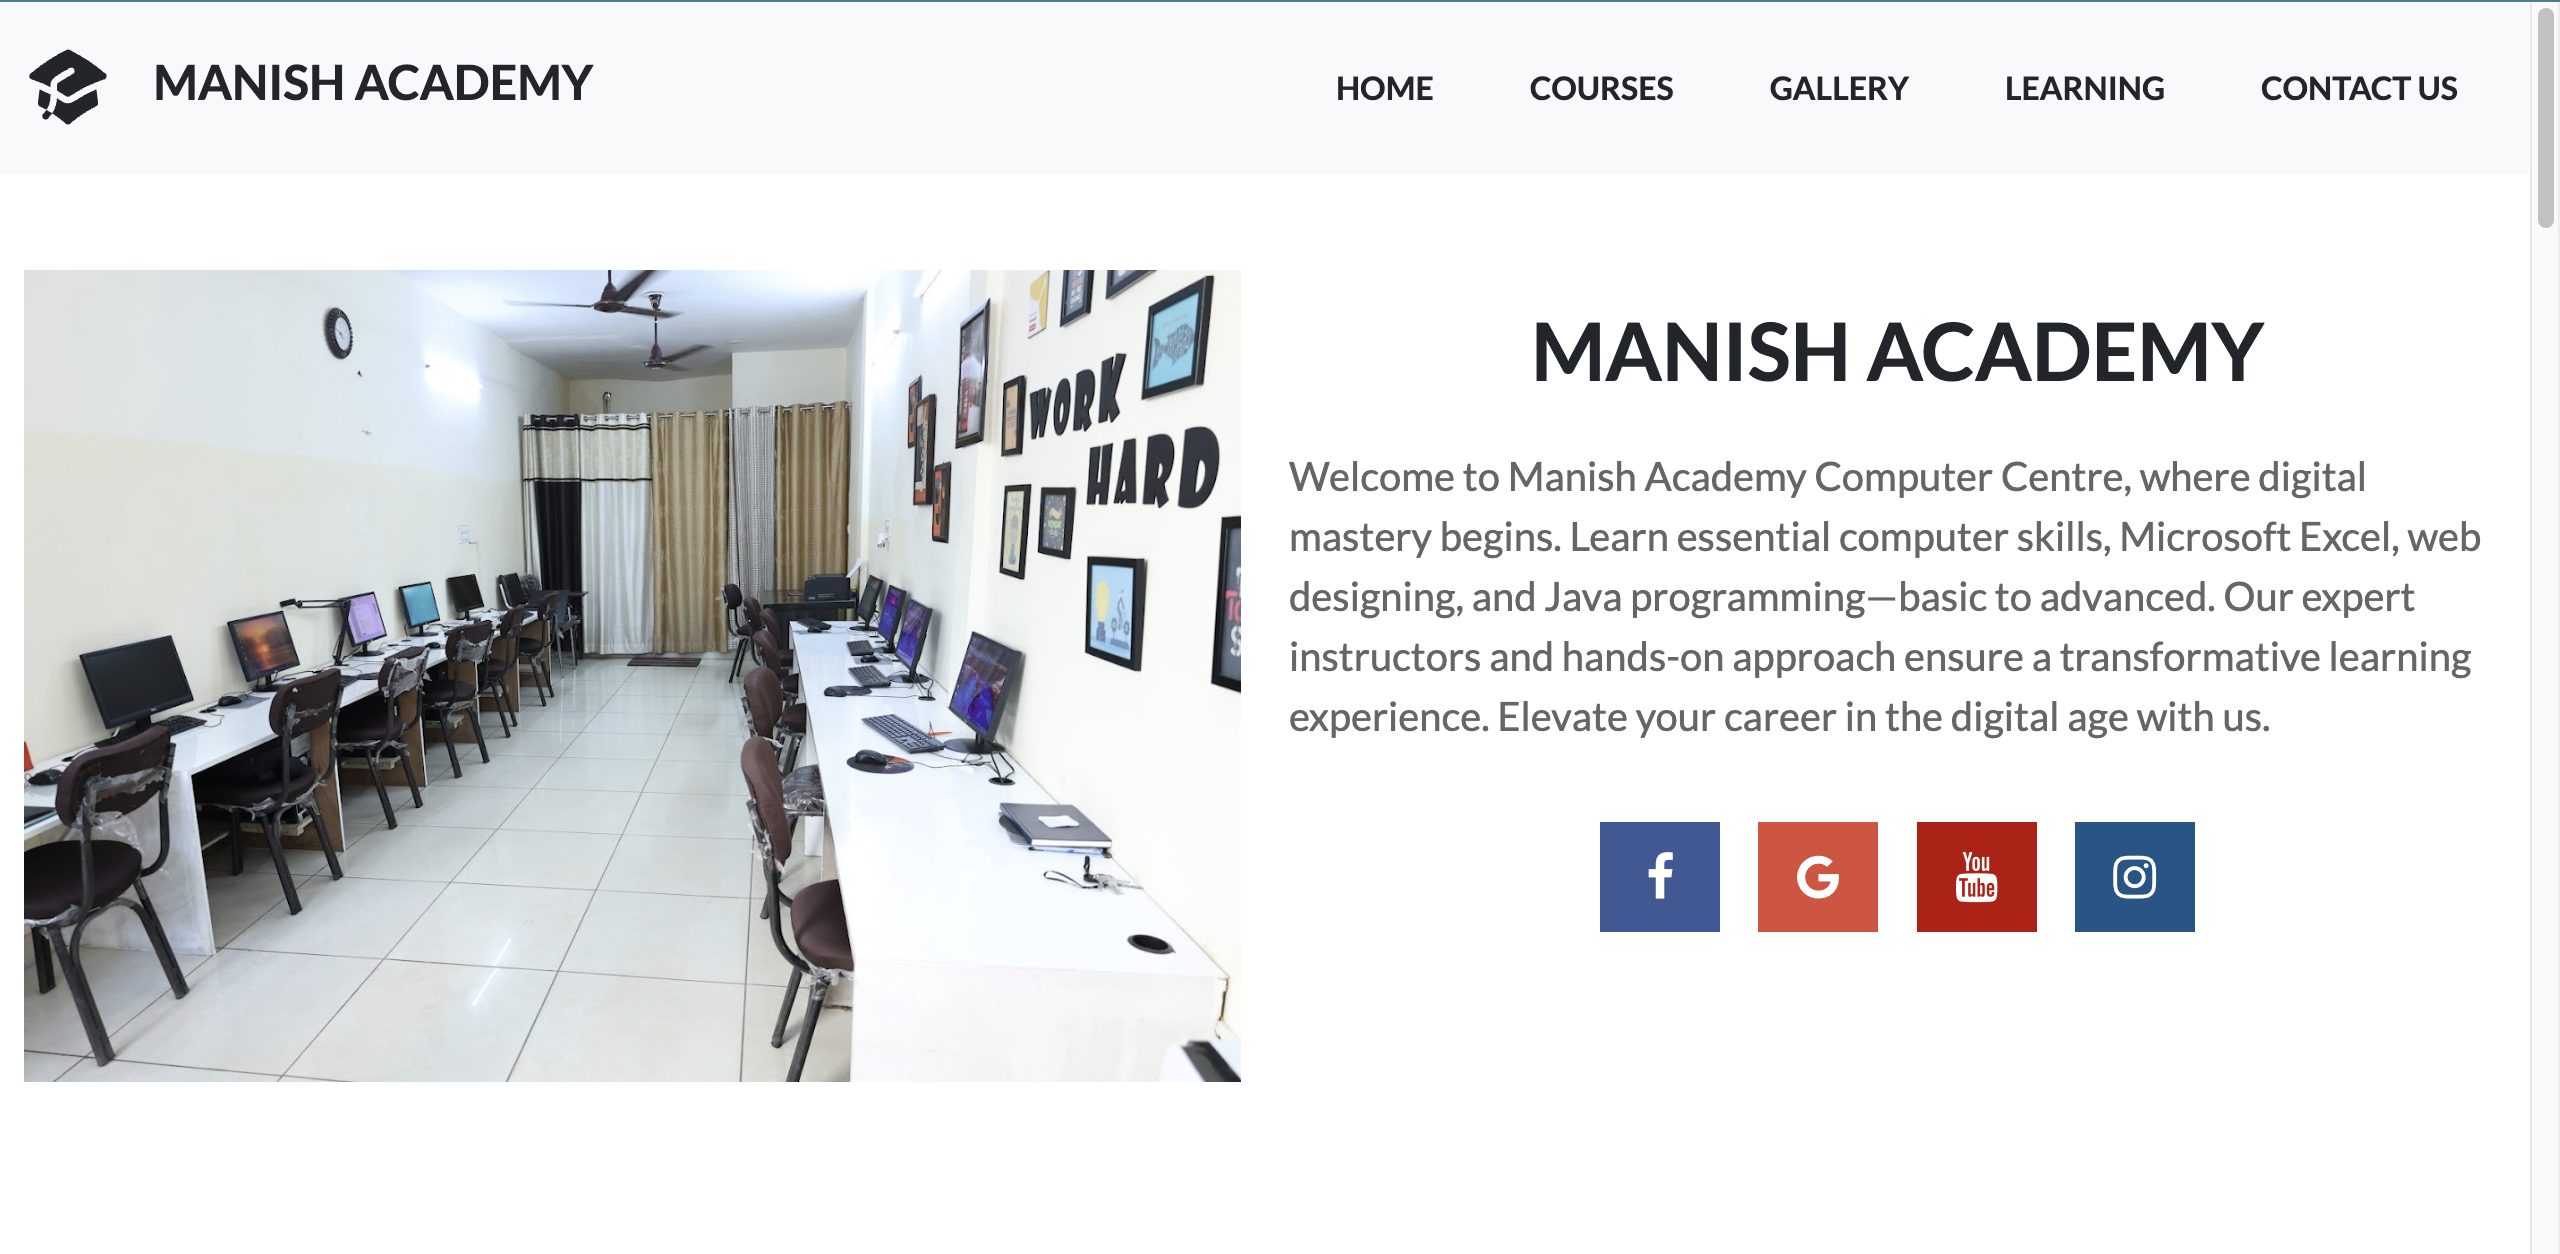 MANISH ACADEMY
HOME
COURSES
GALLERY
LEARNING
CONTACT US
WORK
HARD
MANISH ACADEMY
Welcome to Manish Academy Computer Centre, where digital
mastery begins. Learn essential computer skills, Microsoft Excel, web
designing, and Java programming—basic to advanced. Our expert
instructors and hands-on approach ensure a transformative learning
experience. Elevate your career in the digital age with us.
You
Tube